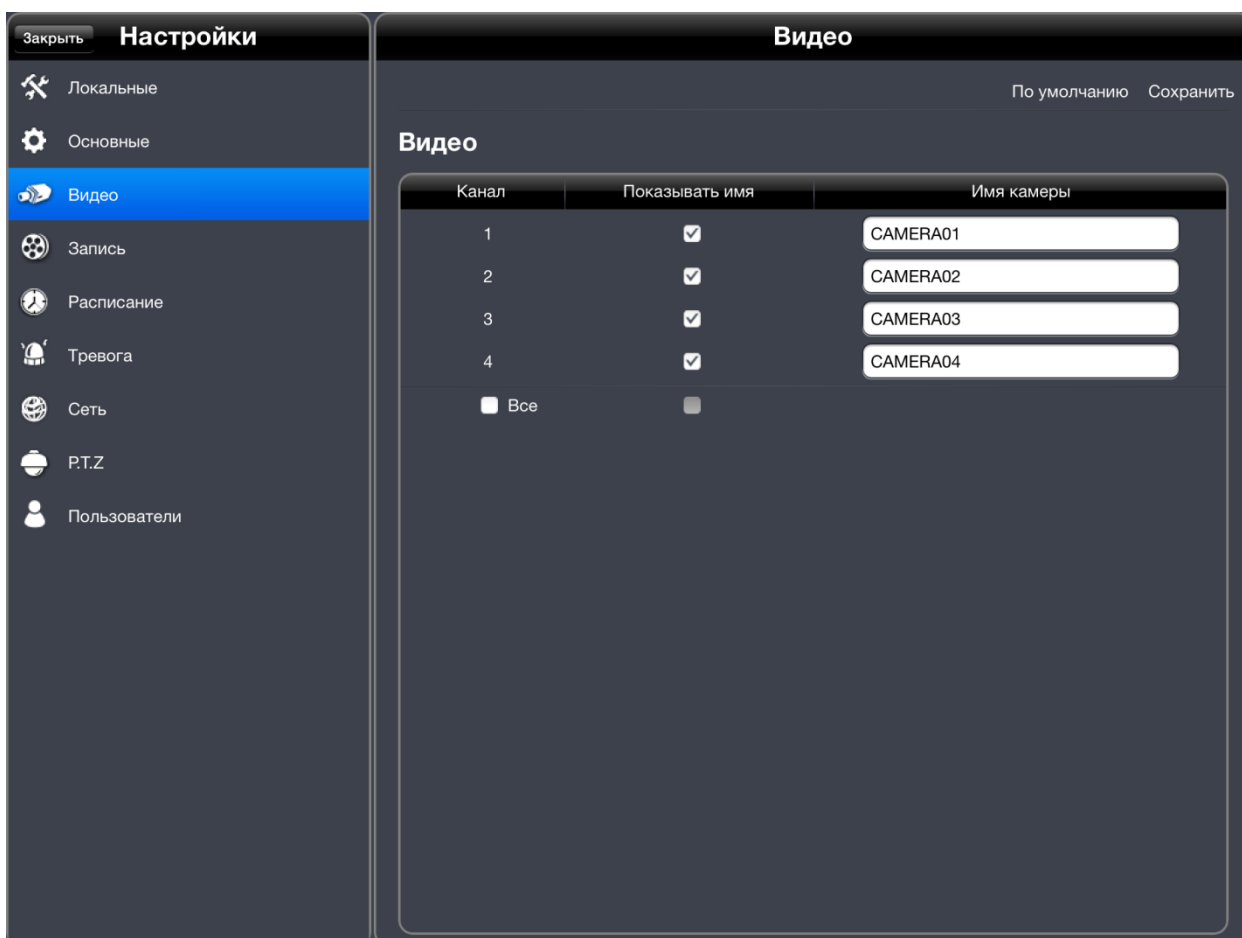 Закрыть Настройки
Локальные
Основные
Видео
Запись
Расписание
Тревога
Сеть
P.T.Z
Пользователи
Видео
По умолчанию Сохранить
Видео
Канал Показывать имя Имя камеры
1 CAMERA01
2 CAMERA02
3 CAMERA03
4 CAMERA04
Все